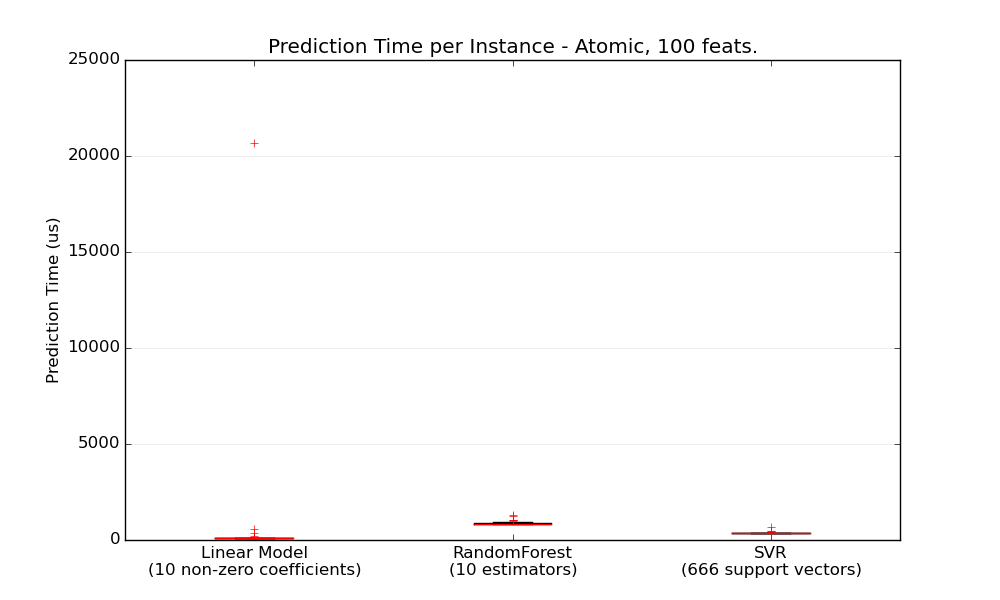 Prediction Time per Instance - Atomic, 100 feats.
25000
20000
15000
10000
5000
0
Prediction Time (us)
Linear Model
(10 non-zero coefficients)
RandomForest
(10 estimators)
SVR
(666 support vectors)